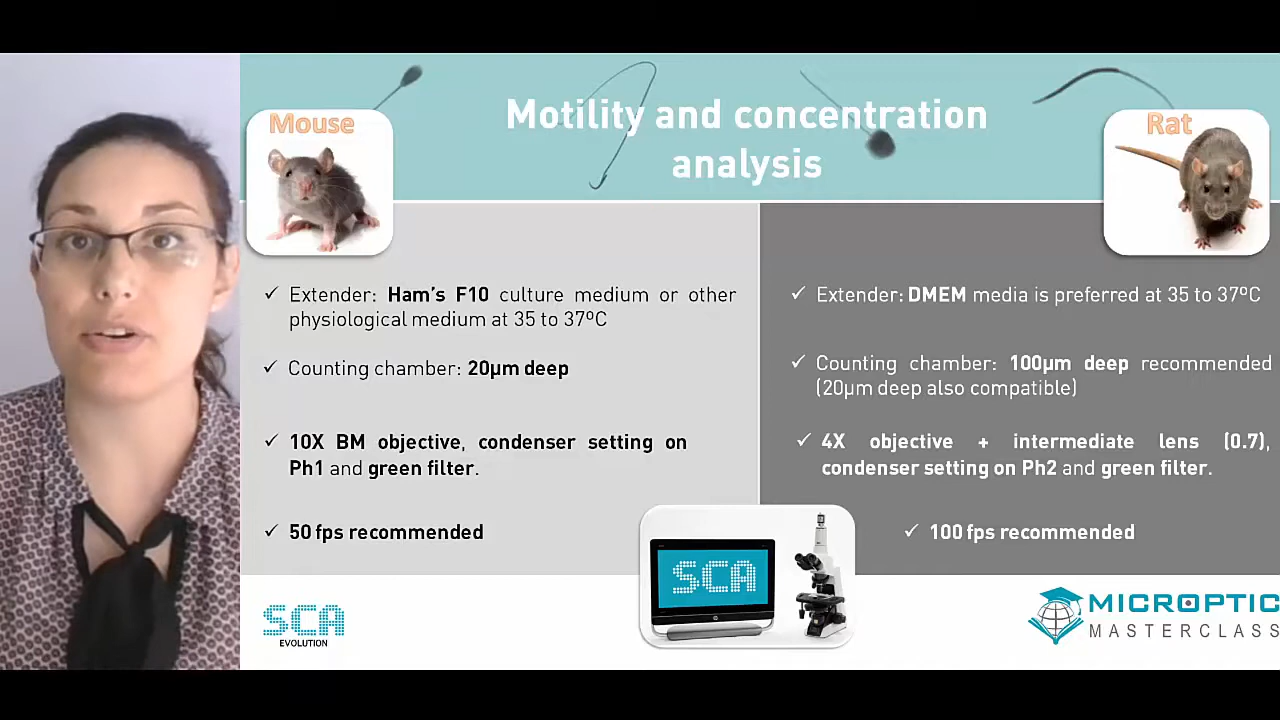 Motility and concentration
analysis
Mouse
Rat
✓ Extender: Ham's F10 culture medium or other
physiological medium at 35 to 37ºC
✓ Counting chamber: 20µm deep
✓ 10X BM objective, condenser setting on
Ph1 and green filter.
✓ 50 fps recommended
✓ Extender: DMEM media is preferred at 35 to 37ºC
✓ Counting chamber: 100µm deep recommended
(20µm deep also compatible)
✓ 4X objective + intermediate lens (0.7),
condenser setting on Ph2 and green filter.
✓ 100 fps recommended
SCA
SCA
EVOLUTION
MICROPTIC
MASTERCLASS